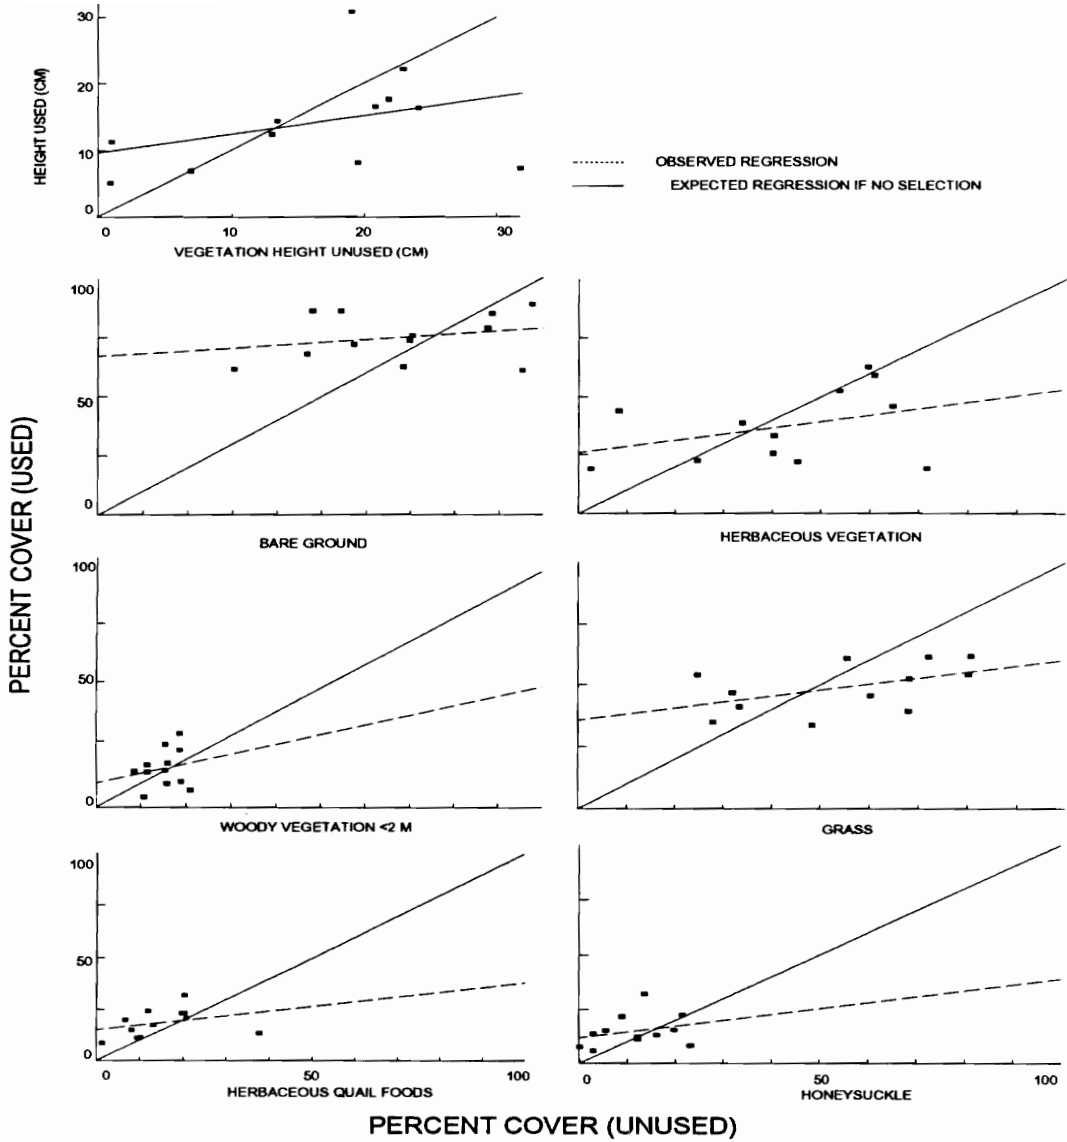 30
20
10
0
HEIGHT USED (CM)
0 10 20 30
VEGETATION HEIGHT UNUSED (CM)
OBSERVED REGRESSION
EXPECTED REGRESSION IF NO SELECTION
PERCENT COVER (USED)
100
50
0
BARE GROUND
HERBACEOUS VEGETATION
100
50
0
WOODY VEGETATION <2 M
GRASS
100
50
0
0 50 100
HERBACEOUS QUAIL FOODS
0 50 100
HONEYSUCKLE
PERCENT COVER (UNUSED)